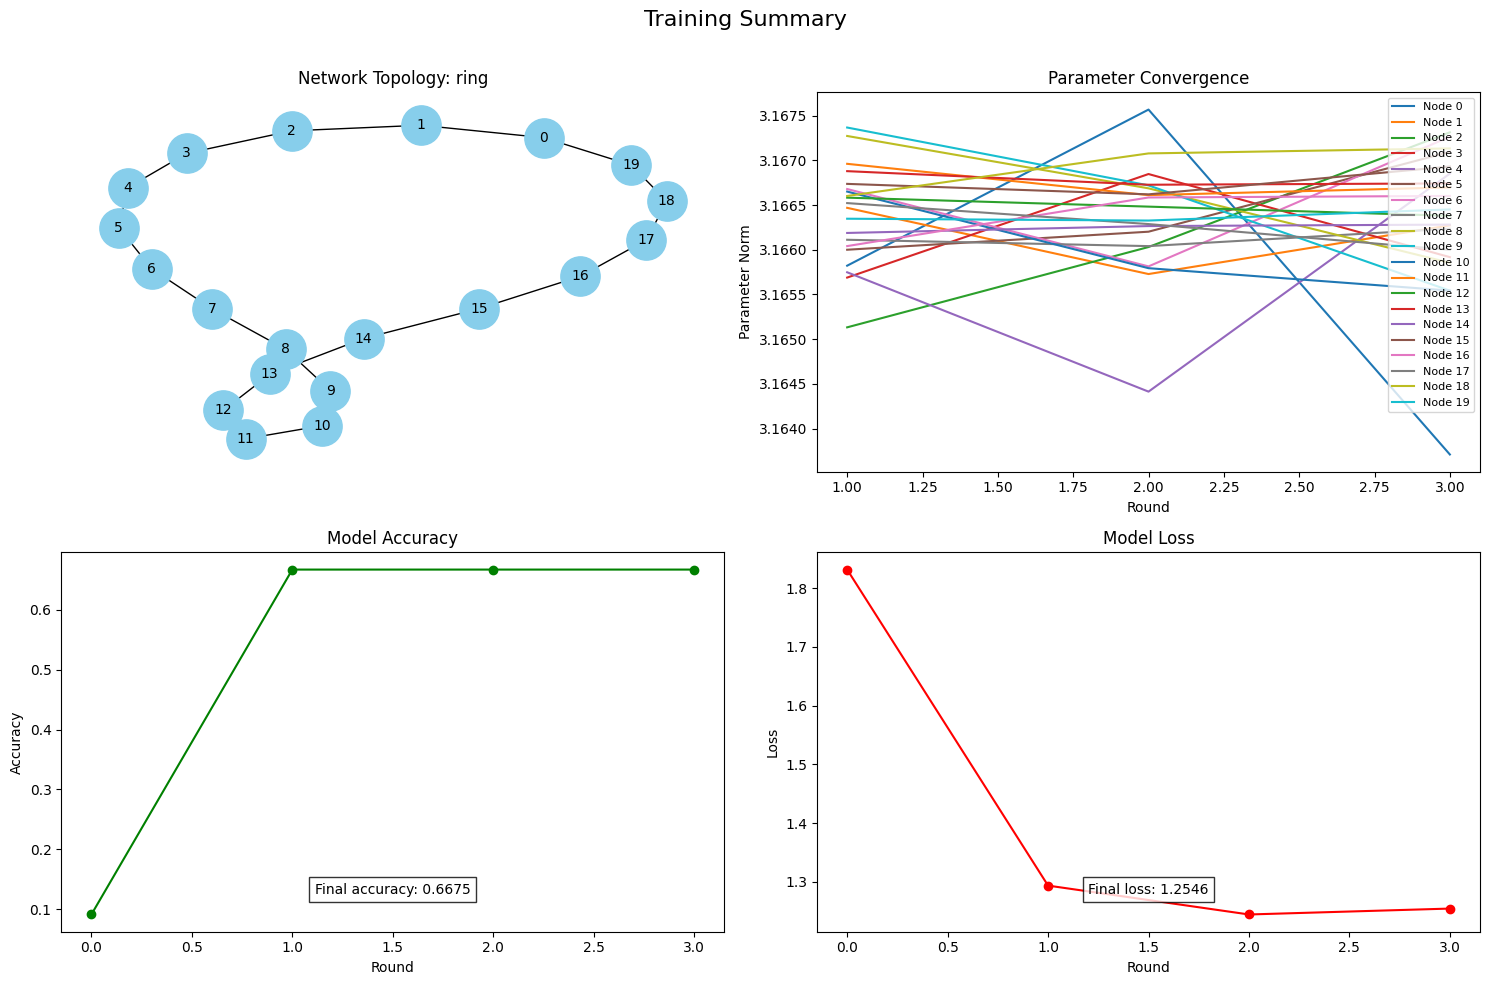 Training Summary
Network Topology: ring
0
1
2
3
4
5
6
7
8
9
10
11
12
13
14
15
16
17
18
19
Parameter Convergence
Parameter Norm
3.1675
3.1670
3.1665
3.1660
3.1655
3.1650
3.1645
3.1640
1.00 1.25 1.50 1.75 2.00 2.25 2.50 2.75 3.00
Round
Node 0
Node 1
Node 2
Node 3
Node 4
Node 5
Node 6
Node 7
Node 8
Node 9
Node 10
Node 11
Node 12
Node 13
Node 14
Node 15
Node 16
Node 17
Node 18
Node 19
Model Accuracy
Accuracy
0.6
0.5
0.4
0.3
0.2
0.1
Final accuracy: 0.6675
0.0 0.5 1.0 1.5 2.0 2.5 3.0
Round
Model Loss
Loss
1.8
1.7
1.6
1.5
1.4
1.3
Final loss: 1.2546
0.0 0.5 1.0 1.5 2.0 2.5 3.0
Round